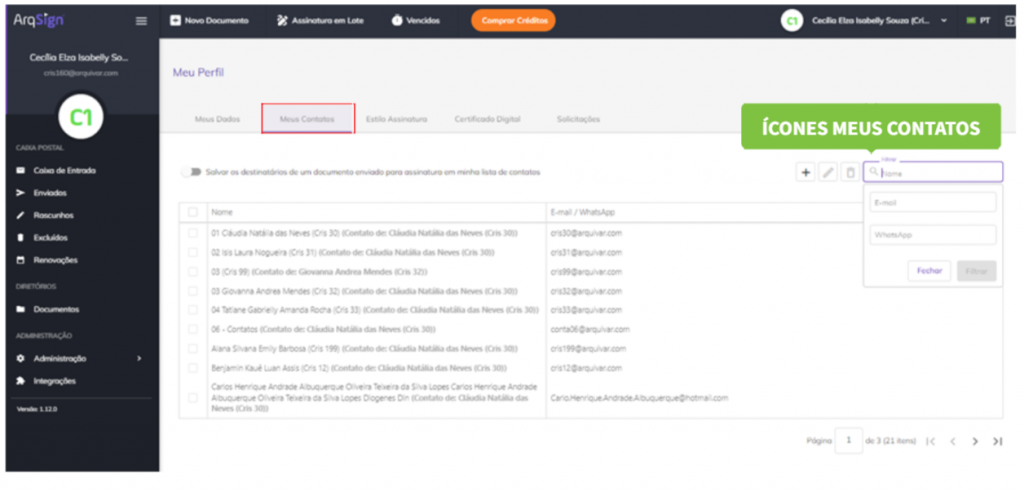 ArqSign
Novo Documento
Assinatura em Lote
Vencidos
Comprar Créditos
C1
Cecília Elza Isabelly Souza (Cri...
PT
Cecília Elza Isabelly So...
cris160@arquivar.com
C1
CAIXA POSTAL
Caixa de Entrada
Enviados
Rascunhos
Excluídos
Renovações
DIRETÓRIOS
Documentos
ADMINISTRAÇÃO
Administração
Integrações
Versão: 1.12.0
Meu Perfil
Meus Dados
Meus Contatos
Estilo Assinatura
Certificado Digital
Solicitações
ÍCONES MEUS CONTATOS
Salvar os destinatários de um documento enviado para assinatura em minha lista de contatos
Filtrar
Nome
E-mail
WhatsApp
Fechar
Filtrar
Nome
E-mail / WhatsApp
01 Cláudia Natália das Neves (Cris 30) (Contato de: Cláudia Natália das Neves (Cris 30))
cris30@arquivar.com
02 Isis Laura Nogueira (Cris 31) (Contato de: Cláudia Natália das Neves (Cris 30))
cris31@arquivar.com
03 (Cris 99) (Contato de: Giovanna Andrea Mendes (Cris 32))
cris99@arquivar.com
03 Giovanna Andrea Mendes (Cris 32) (Contato de: Cláudia Natália das Neves (Cris 30))
cris32@arquivar.com
04 Tatiane Gabrielly Amanda Rocha (Cris 33) (Contato de: Cláudia Natália das Neves (Cris 30))
cris33@arquivar.com
06 - Contatos (Contato de: Cláudia Natália das Neves (Cris 30))
conta06@arquivar.com
Alana Silvana Emily Barbosa (Cris 199) (Contato de: Cláudia Natália das Neves (Cris 30))
cris199@arquivar.com
Benjamin Kauê Luan Assis (Cris 12) (Contato de: Cláudia Natália das Neves (Cris 30))
cris12@arquivar.com
Carlos Henrique Andrade Albuquerque Oliveira Teixeira da Silva Lopes Carlos Henrique Andrade
Albuquerque Oliveira Teixeira da Silva Lopes Diogenes Din (Contato de: Cláudia Natália das
Neves (Cris 30))
Carlo.Henrique.Andrade.Albuquerque@hotmail.com
Página 1 de 3 (21 itens)